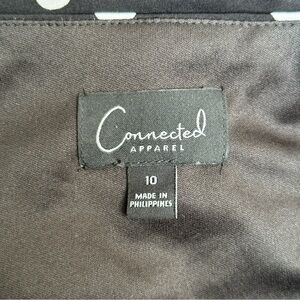 Connected
APPAREL
10
MADE IN
PHILIPPINES